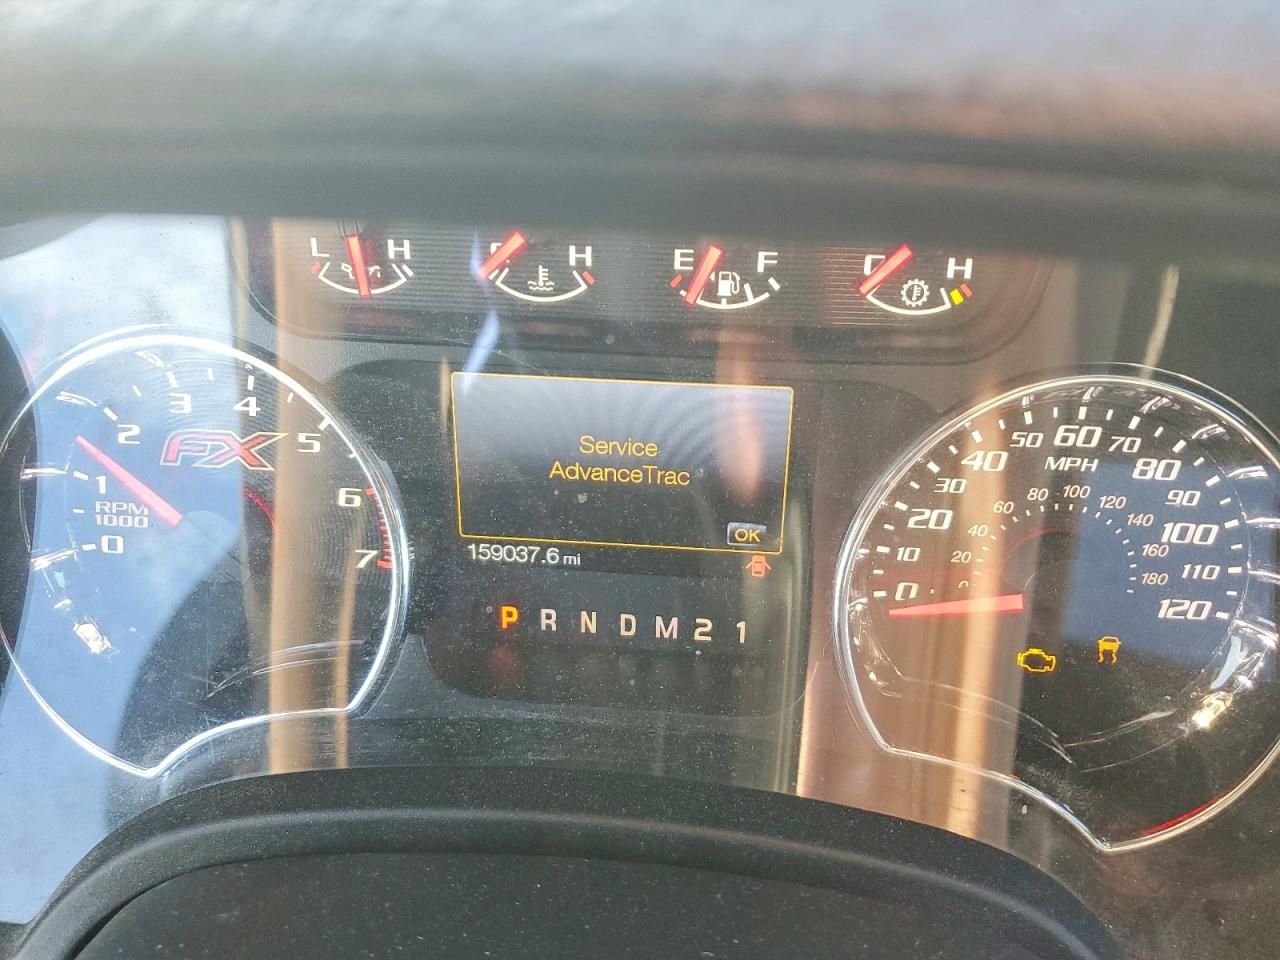 L H
H
E F
C H
0 1 2 3 4 5 6 7
RPM
1000
FX
Service
AdvanceTrac
OK
159037.6 mi
P R N D M 2 1
0 10 20 30 40 50 60 70 80 90 100 110 120
MPH
0 20 40 60 80 100 120 140 160 180